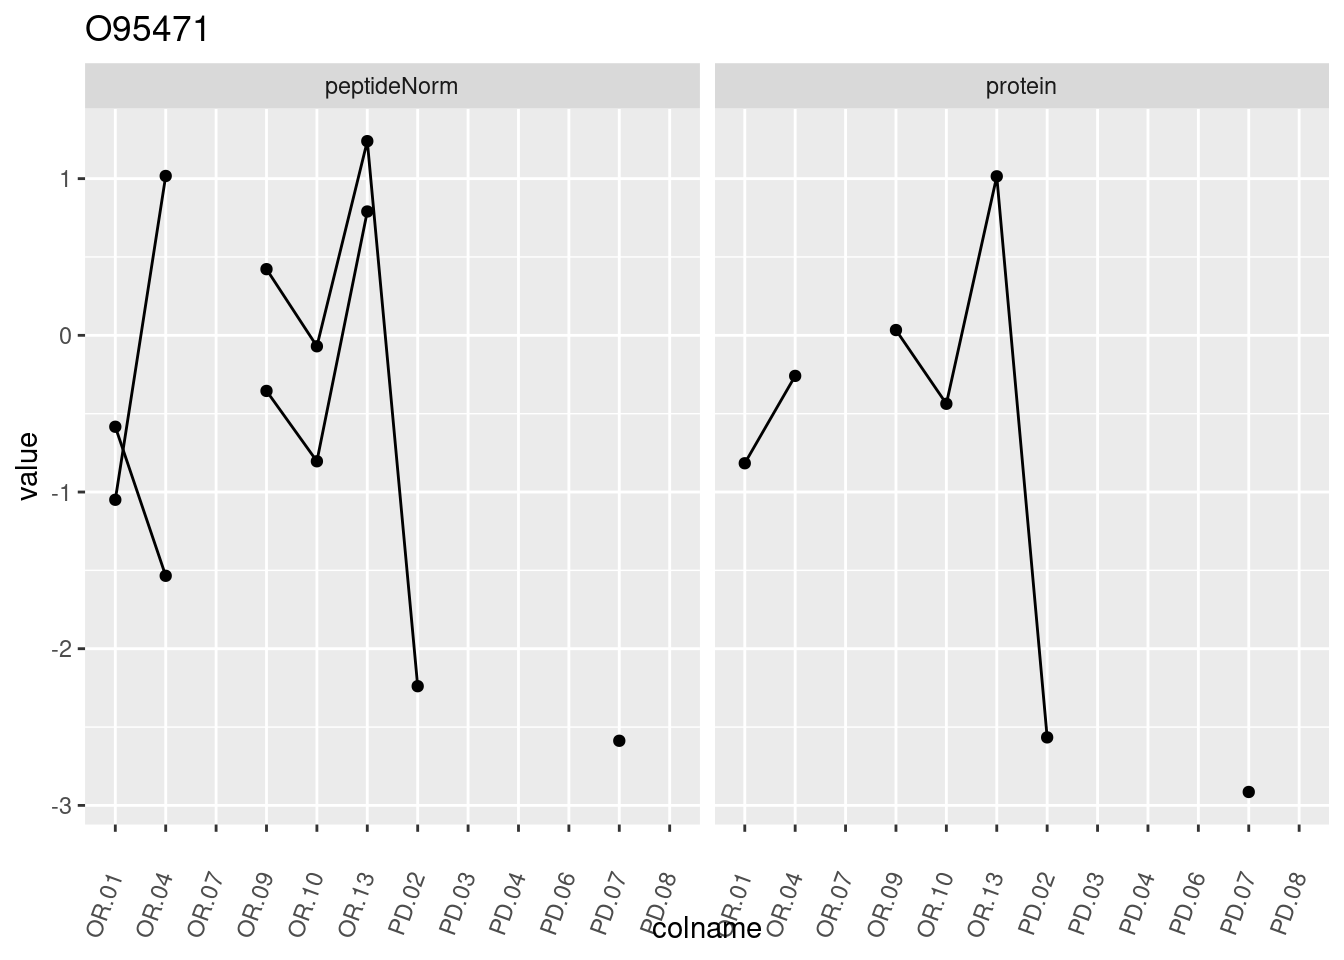 O95471
peptideNorm
protein
value
1
0
-1
-2
-3
OR.01
OR.04
OR.07
OR.09
OR.10
OR.13
PD.02
PD.03
PD.04
PD.06
PD.07
PD.08
OR.01
OR.04
OR.07
OR.09
OR.10
OR.13
PD.02
PD.03
PD.04
PD.06
PD.07
PD.08
colname